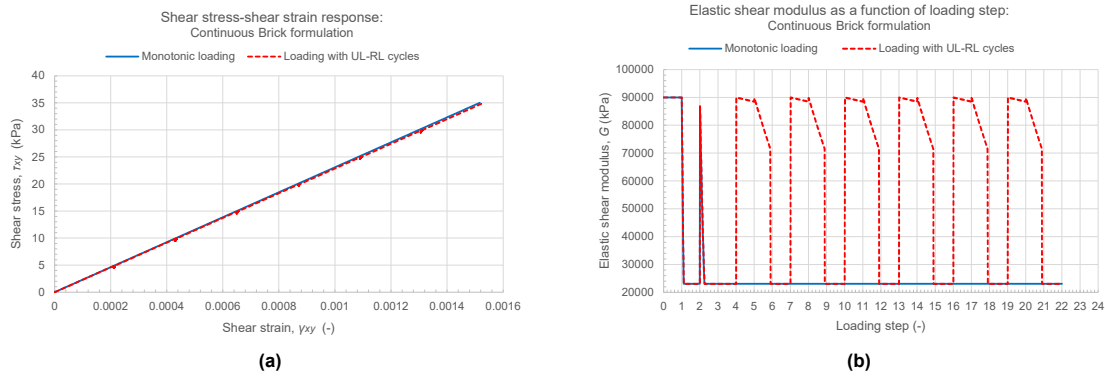 Shear stress-shear strain response:
Continuous Brick formulation
Monotonic loading
Loading with UL-RL cycles
40
35
30
25
20
15
10
5
0
Shear stress, τxy (kPa)
0
0.0002
0.0004
0.0006
0.0008
0.001
0.0012
0.0014
0.0016
Shear strain, γxy (-)
(a)
Elastic shear modulus as a function of loading step:
Continuous Brick formulation
Monotonic loading
Loading with UL-RL cycles
100000
90000
80000
70000
60000
50000
40000
30000
20000
Elastic shear modulus, G (kPa)
0 1 2 3 4 5 6 7 8 9 10 11 12 13 14 15 16 17 18 19 20 21 22 23 24
Loading step (-)
(b)